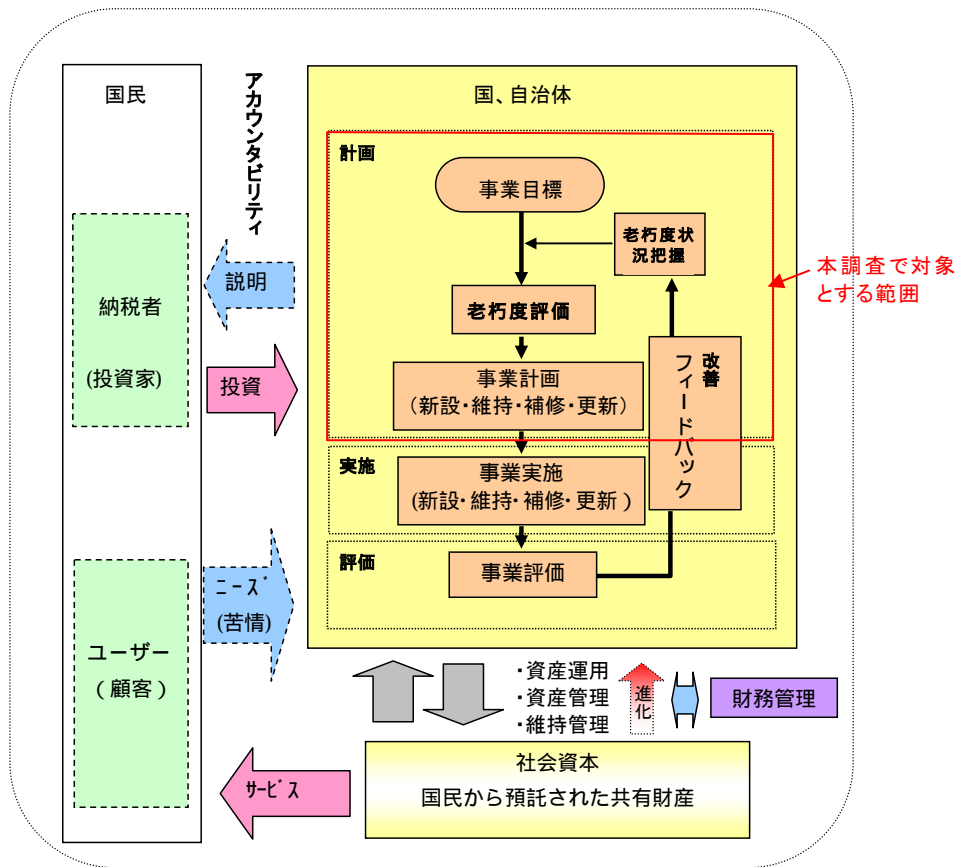 国民
アカウンタビリティ
国、自治体
計画
事業目標
老朽度状
況把握
本調査で対象
とする範囲
説明
納税者
(投資家)
老朽度評価
投資
事業計画
（新設・維持・補修・更新）
改善
フィードバック
実施
事業実施
(新設・維持・補修・更新 )
評価
事業評価
ﾆｰｽﾞ
(苦情)
ユーザー
（ 顧客 ）
・資産運用
・資産管理
・維持管理
進化
財務管理
社会資本
国民から預託された共有財産
ｻｰﾋﾞｽ